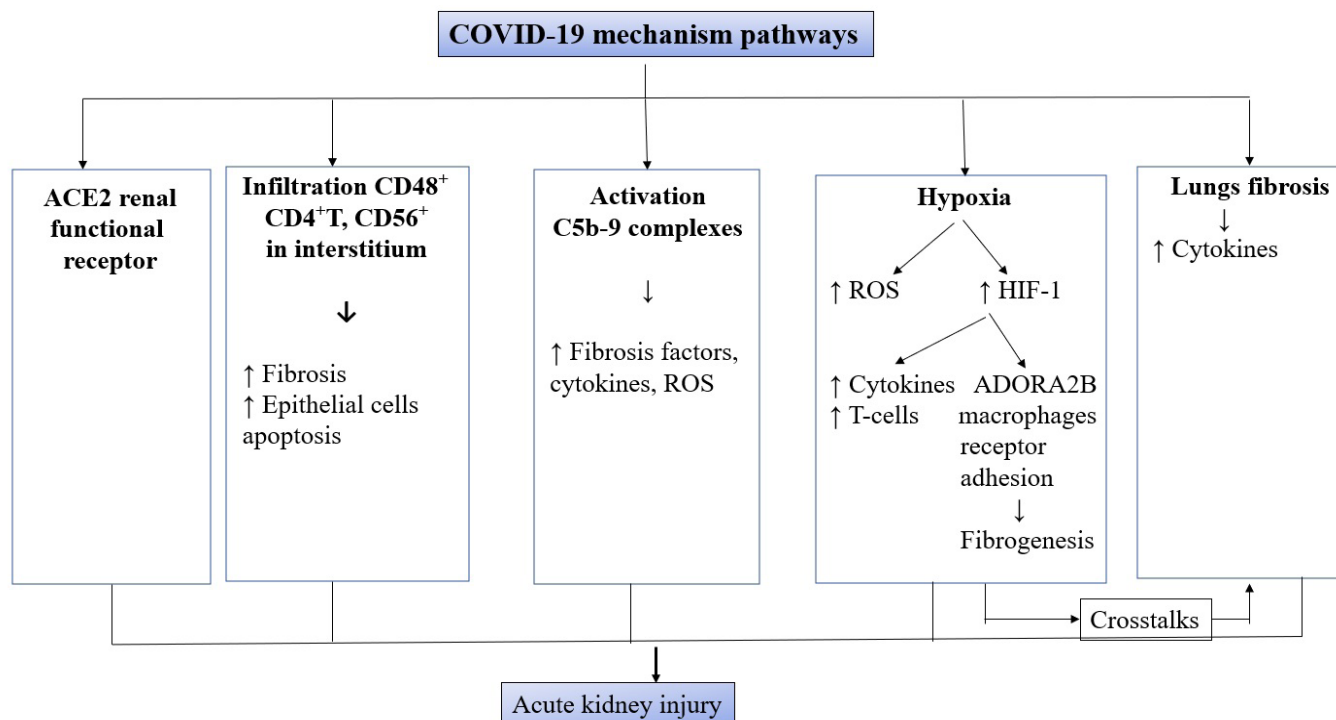 COVID-19 mechanism pathways
ACE2 renal
functional
receptor
Infiltration CD48⁺
CD4⁺T, CD56⁺
in interstitium
↓
↑ Fibrosis
↑ Epithelial cells
apoptosis
Activation
C5b-9 complexes
↓
↑ Fibrosis factors,
cytokines, ROS
Hypoxia
↑ ROS
↑ HIF-1
↑ Cytokines
↑ T-cells
ADORA2B
macrophages
receptor
adhesion
↓
Fibrogenesis
Lungs fibrosis
↓
↑ Cytokines
Crosstalks
Acute kidney injury